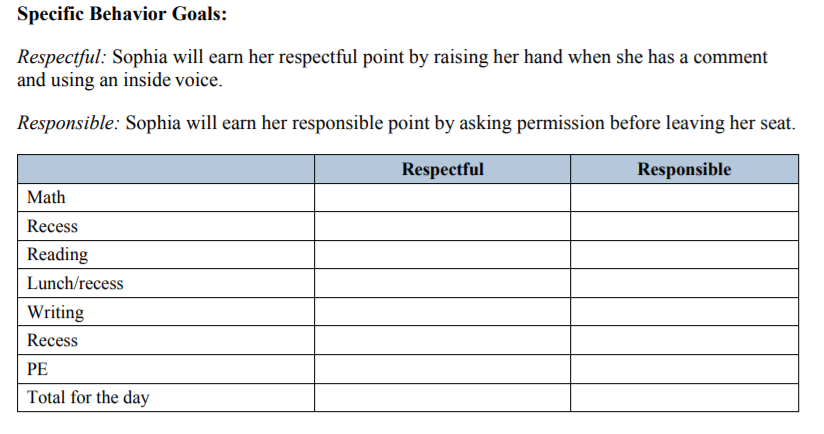 Specific Behavior Goals:
Respectful: Sophia will earn her respectful point by raising her hand when she has a comment
and using an inside voice.
Responsible: Sophia will earn her responsible point by asking permission before leaving her seat.
Respectful Responsible
Math
Recess
Reading
Lunch/recess
Writing
Recess
PE
Total for the day